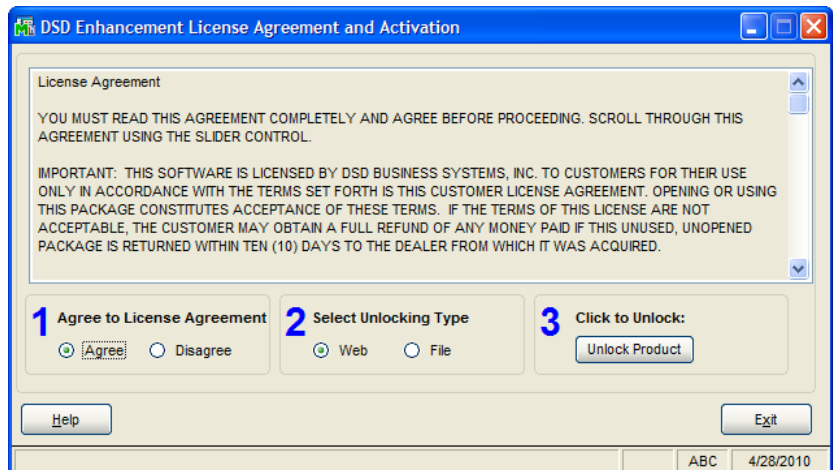 DSD Enhancement License Agreement and Activation
License Agreement
YOU MUST READ THIS AGREEMENT COMPLETELY AND AGREE BEFORE PROCEEDING. SCROLL THROUGH THIS
AGREEMENT USING THE SLIDER CONTROL.
IMPORTANT: THIS SOFTWARE IS LICENSED BY DSD BUSINESS SYSTEMS, INC. TO CUSTOMERS FOR THEIR USE
ONLY IN ACCORDANCE WITH THE TERMS SET FORTH IS THIS CUSTOMER LICENSE AGREEMENT. OPENING OR USING
THIS PACKAGE CONSTITUTES ACCEPTANCE OF THESE TERMS. IF THE TERMS OF THIS LICENSE ARE NOT
ACCEPTABLE, THE CUSTOMER MAY OBTAIN A FULL REFUND OF ANY MONEY PAID IF THIS UNUSED, UNOPENED
PACKAGE IS RETURNED WITHIN TEN (10) DAYS TO THE DEALER FROM WHICH IT WAS ACQUIRED.
1 Agree to License Agreement
Agree Disagree
2 Select Unlocking Type
Web File
3 Click to Unlock:
Unlock Product
Help Exit
ABC 4/28/2010